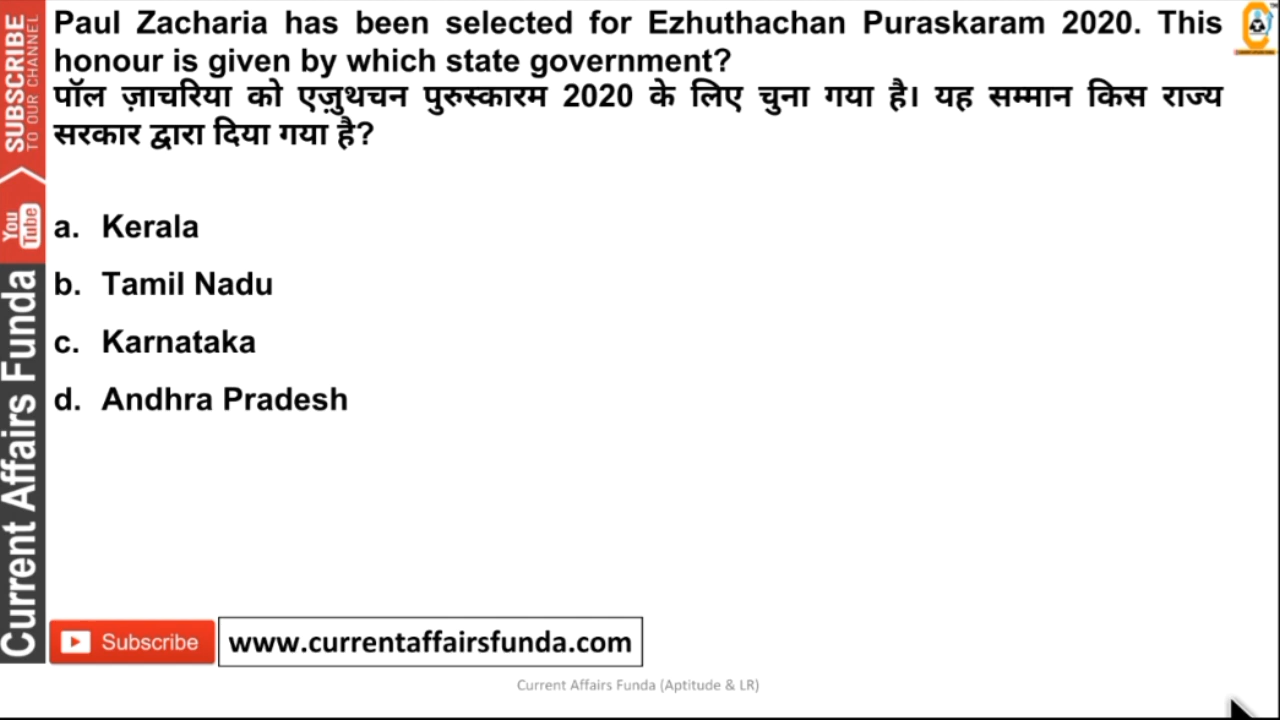 Paul Zacharia has been selected for Ezhuthachan Puraskaram 2020. This
honour is given by which state government?
पॉल ज़ाचरिया को एज़ुथचन पुरुस्कारम 2020 के लिए चुना गया है। यह सम्मान किस राज्य
सरकार द्वारा दिया गया है?
a. Kerala
b. Tamil Nadu
c. Karnataka
d. Andhra Pradesh
SUBSCRIBE
TO OUR CHANNEL
You
Tube
Current Affairs Funda
Subscribe
www.currentaffairsfunda.com
Current Affairs Funda (Aptitude & LR)